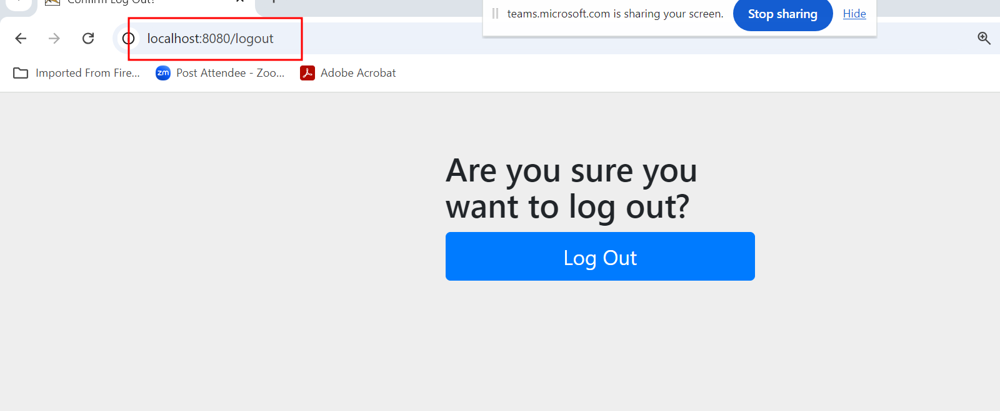 Confirm Log Out?
teams.microsoft.com is sharing your screen. Stop sharing Hide
localhost:8080/logout
Imported From Fire... zm Post Attendee - Zoo... Adobe Acrobat
Are you sure you
want to log out?
Log Out